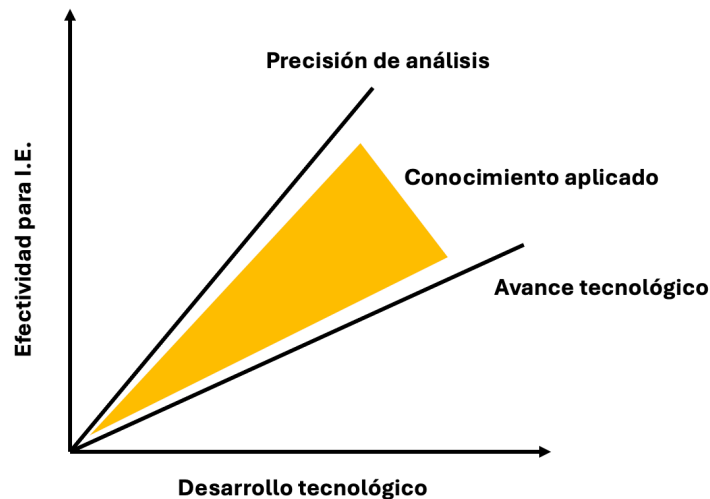 Precisión de análisis
Conocimiento aplicado
Avance tecnológico
Efectividad para I.E.
Desarrollo tecnológico